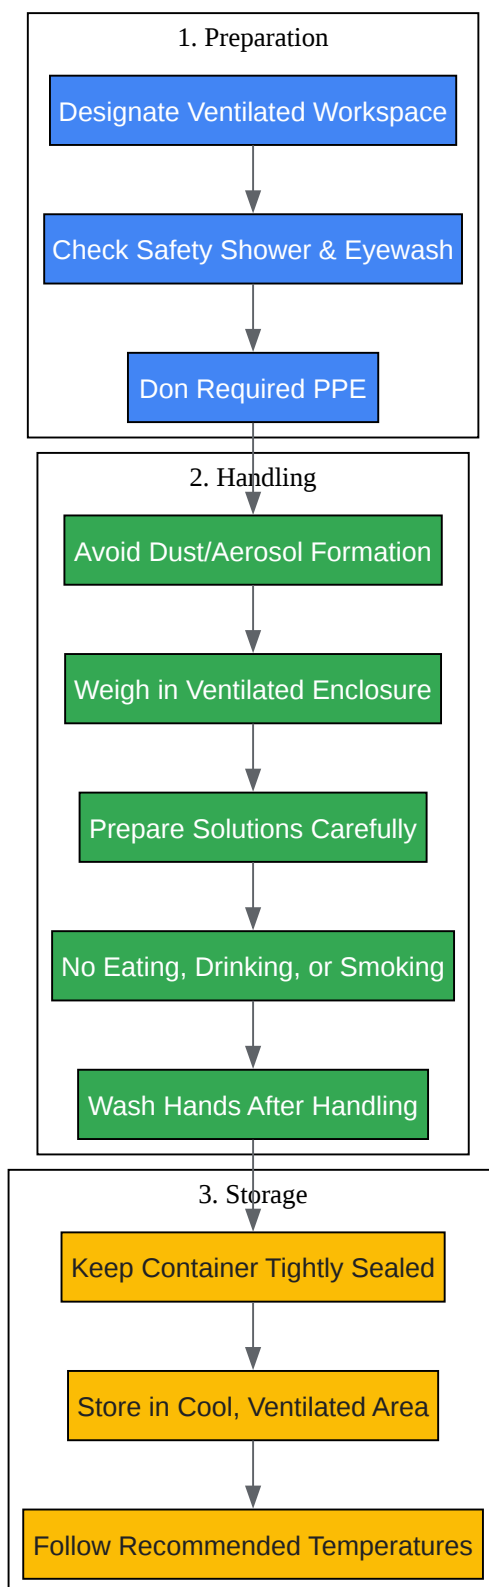 1. Preparation
Designate Ventilated Workspace
Check Safety Shower & Eyewash
Don Required PPE
2. Handling
Avoid Dust/Aerosol Formation
Weigh in Ventilated Enclosure
Prepare Solutions Carefully
No Eating, Drinking, or Smoking
Wash Hands After Handling
3. Storage
Keep Container Tightly Sealed
Store in Cool, Ventilated Area
Follow Recommended Temperatures